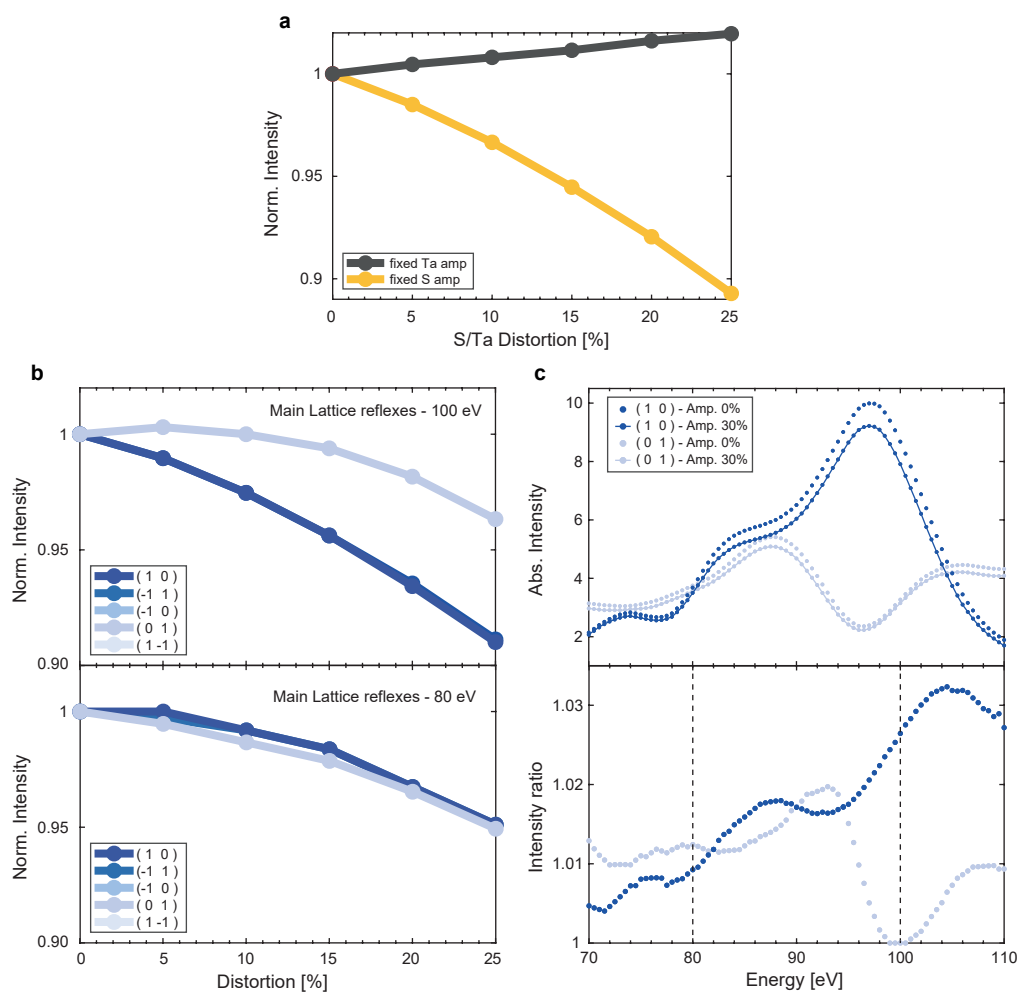 a
1
0.95
0.9
Norm. Intensity
fixed Ta amp
fixed S amp
0 5 10 15 20 25
S/Ta Distortion [%]
b
Main Lattice reflexes - 100 eV
1
0.95
0.90
Norm. Intensity
( 1 0 )
(-1 1 )
(-1 0 )
( 0 1 )
( 1 -1 )
Main Lattice reflexes - 80 eV
1
0.95
0.90
Norm. Intensity
( 1 0 )
(-1 1 )
(-1 0 )
( 0 1 )
( 1 -1 )
0 5 10 15 20 25
Distortion [%]
c
( 1 0 ) - Amp. 0%
( 1 0 ) - Amp. 30%
( 0 1 ) - Amp. 0%
( 0 1 ) - Amp. 30%
10
8
6
4
2
Abs. Intensity
1.03
1.02
1.01
1
Intensity ratio
70 80 90 100 110
Energy [eV]